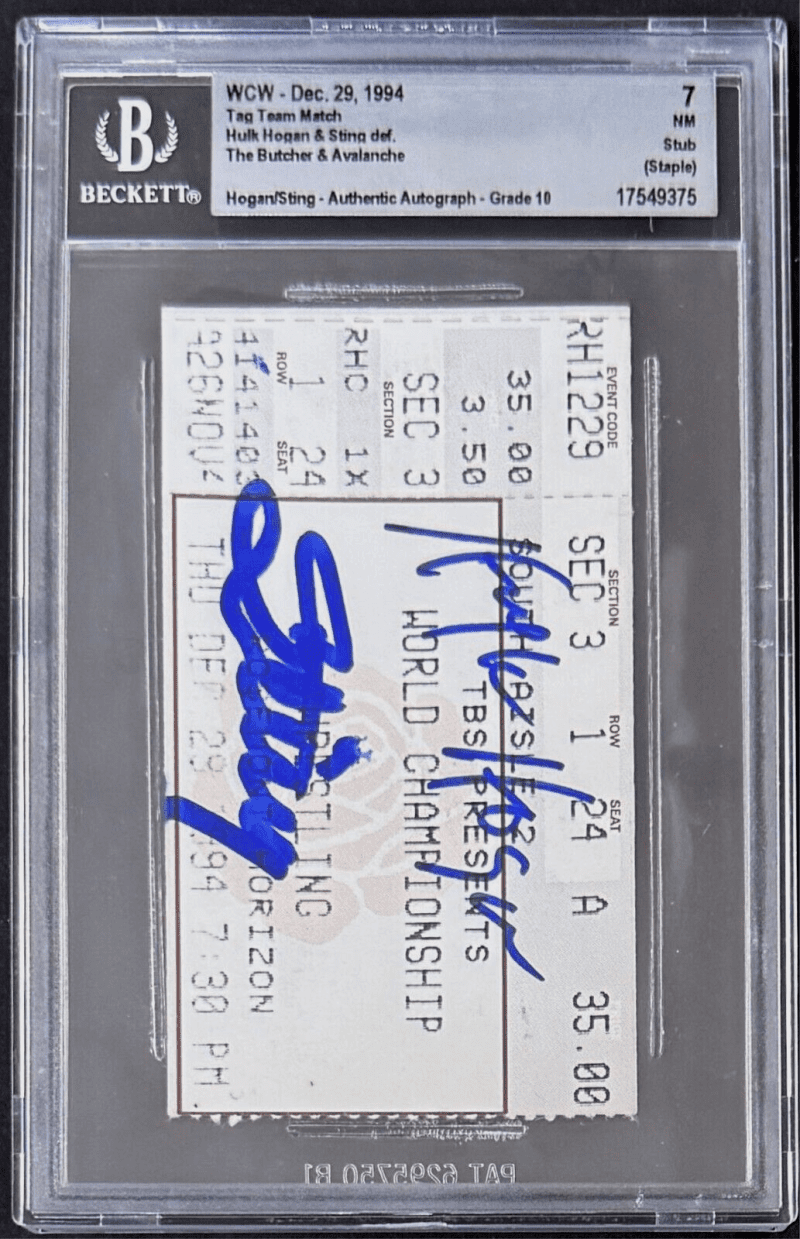 WCW - Dec. 29, 1994
Tag Team Match
Hulk Hogan & Sting def.
The Butcher & Avalanche
Hogan/Sting - Authentic Autograph - Grade 10
7
NM
Stub
(Staple)
17549375
B
BECKETT®
EVENT CODE
RH1229
SECTION
SEC 3
ROW
1
SEAT
24
A
35.00
35.00
SOUTH AISLE
3.50
TBS PRESENTS
SEC 3
WORLD CHAMPIONSHIP
SECTION
RHC 1X
ROW
1
SEAT
24
WRESTLING
ROSEMONT HORIZON
THU DEC 29 1994 7:30 PM
Hulk Hogan
Sting
PAT 6295750 B1